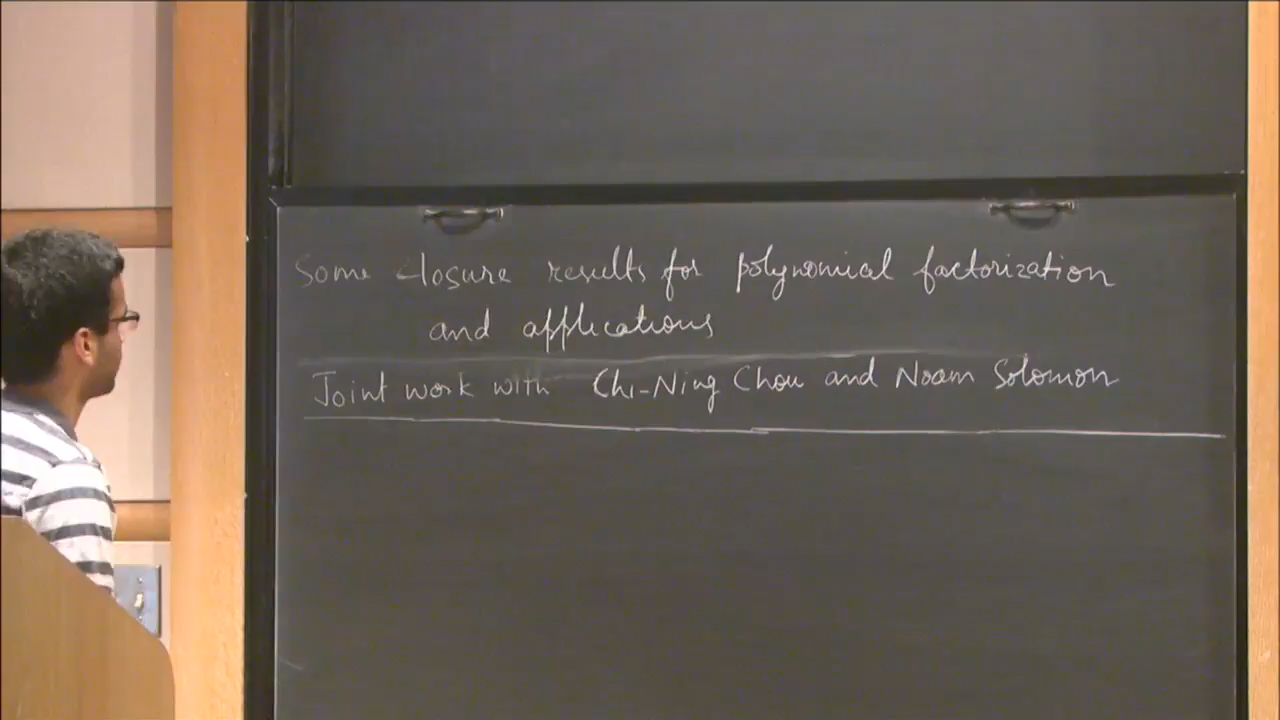 Some closure results for polynomial factorization
and applications
Joint work with Chi-Ning Chou and Noam Solomon